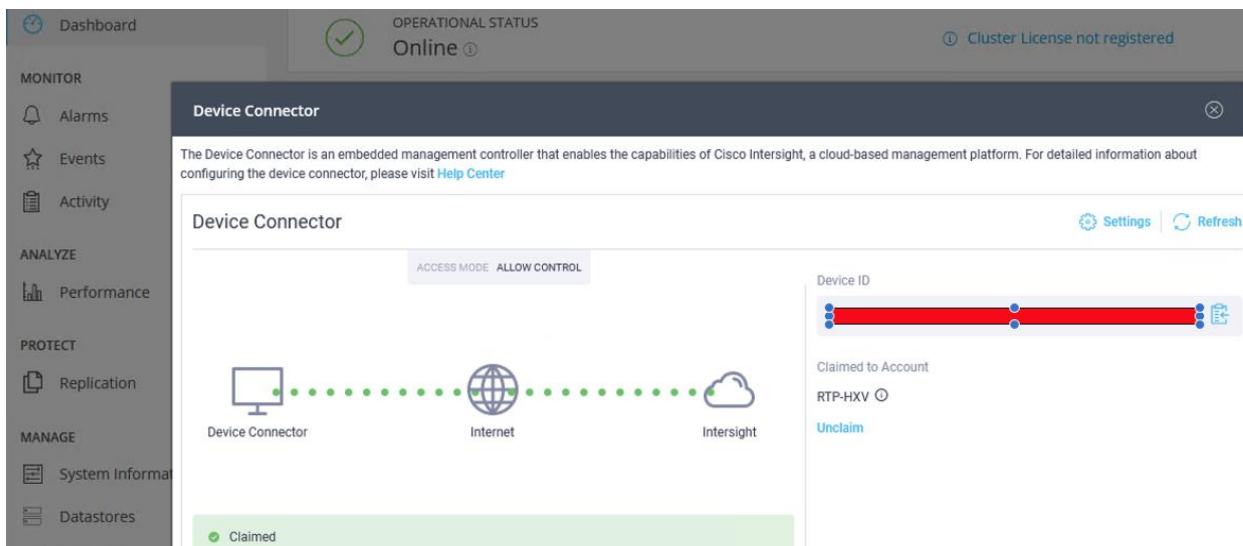 Dashboard
OPERATIONAL STATUS
Online
Cluster License not registered
MONITOR
Alarms
Events
Activity
ANALYZE
Performance
PROTECT
Replication
MANAGE
System Informat
Datastores
Device Connector
The Device Connector is an embedded management controller that enables the capabilities of Cisco Intersight, a cloud-based management platform. For detailed information about
configuring the device connector, please visit Help Center
Device Connector
Settings
Refresh
ACCESS MODE ALLOW CONTROL
Device Connector
Internet
Intersight
Claimed
Device ID
Claimed to Account
RTP-HXV
Unclaim